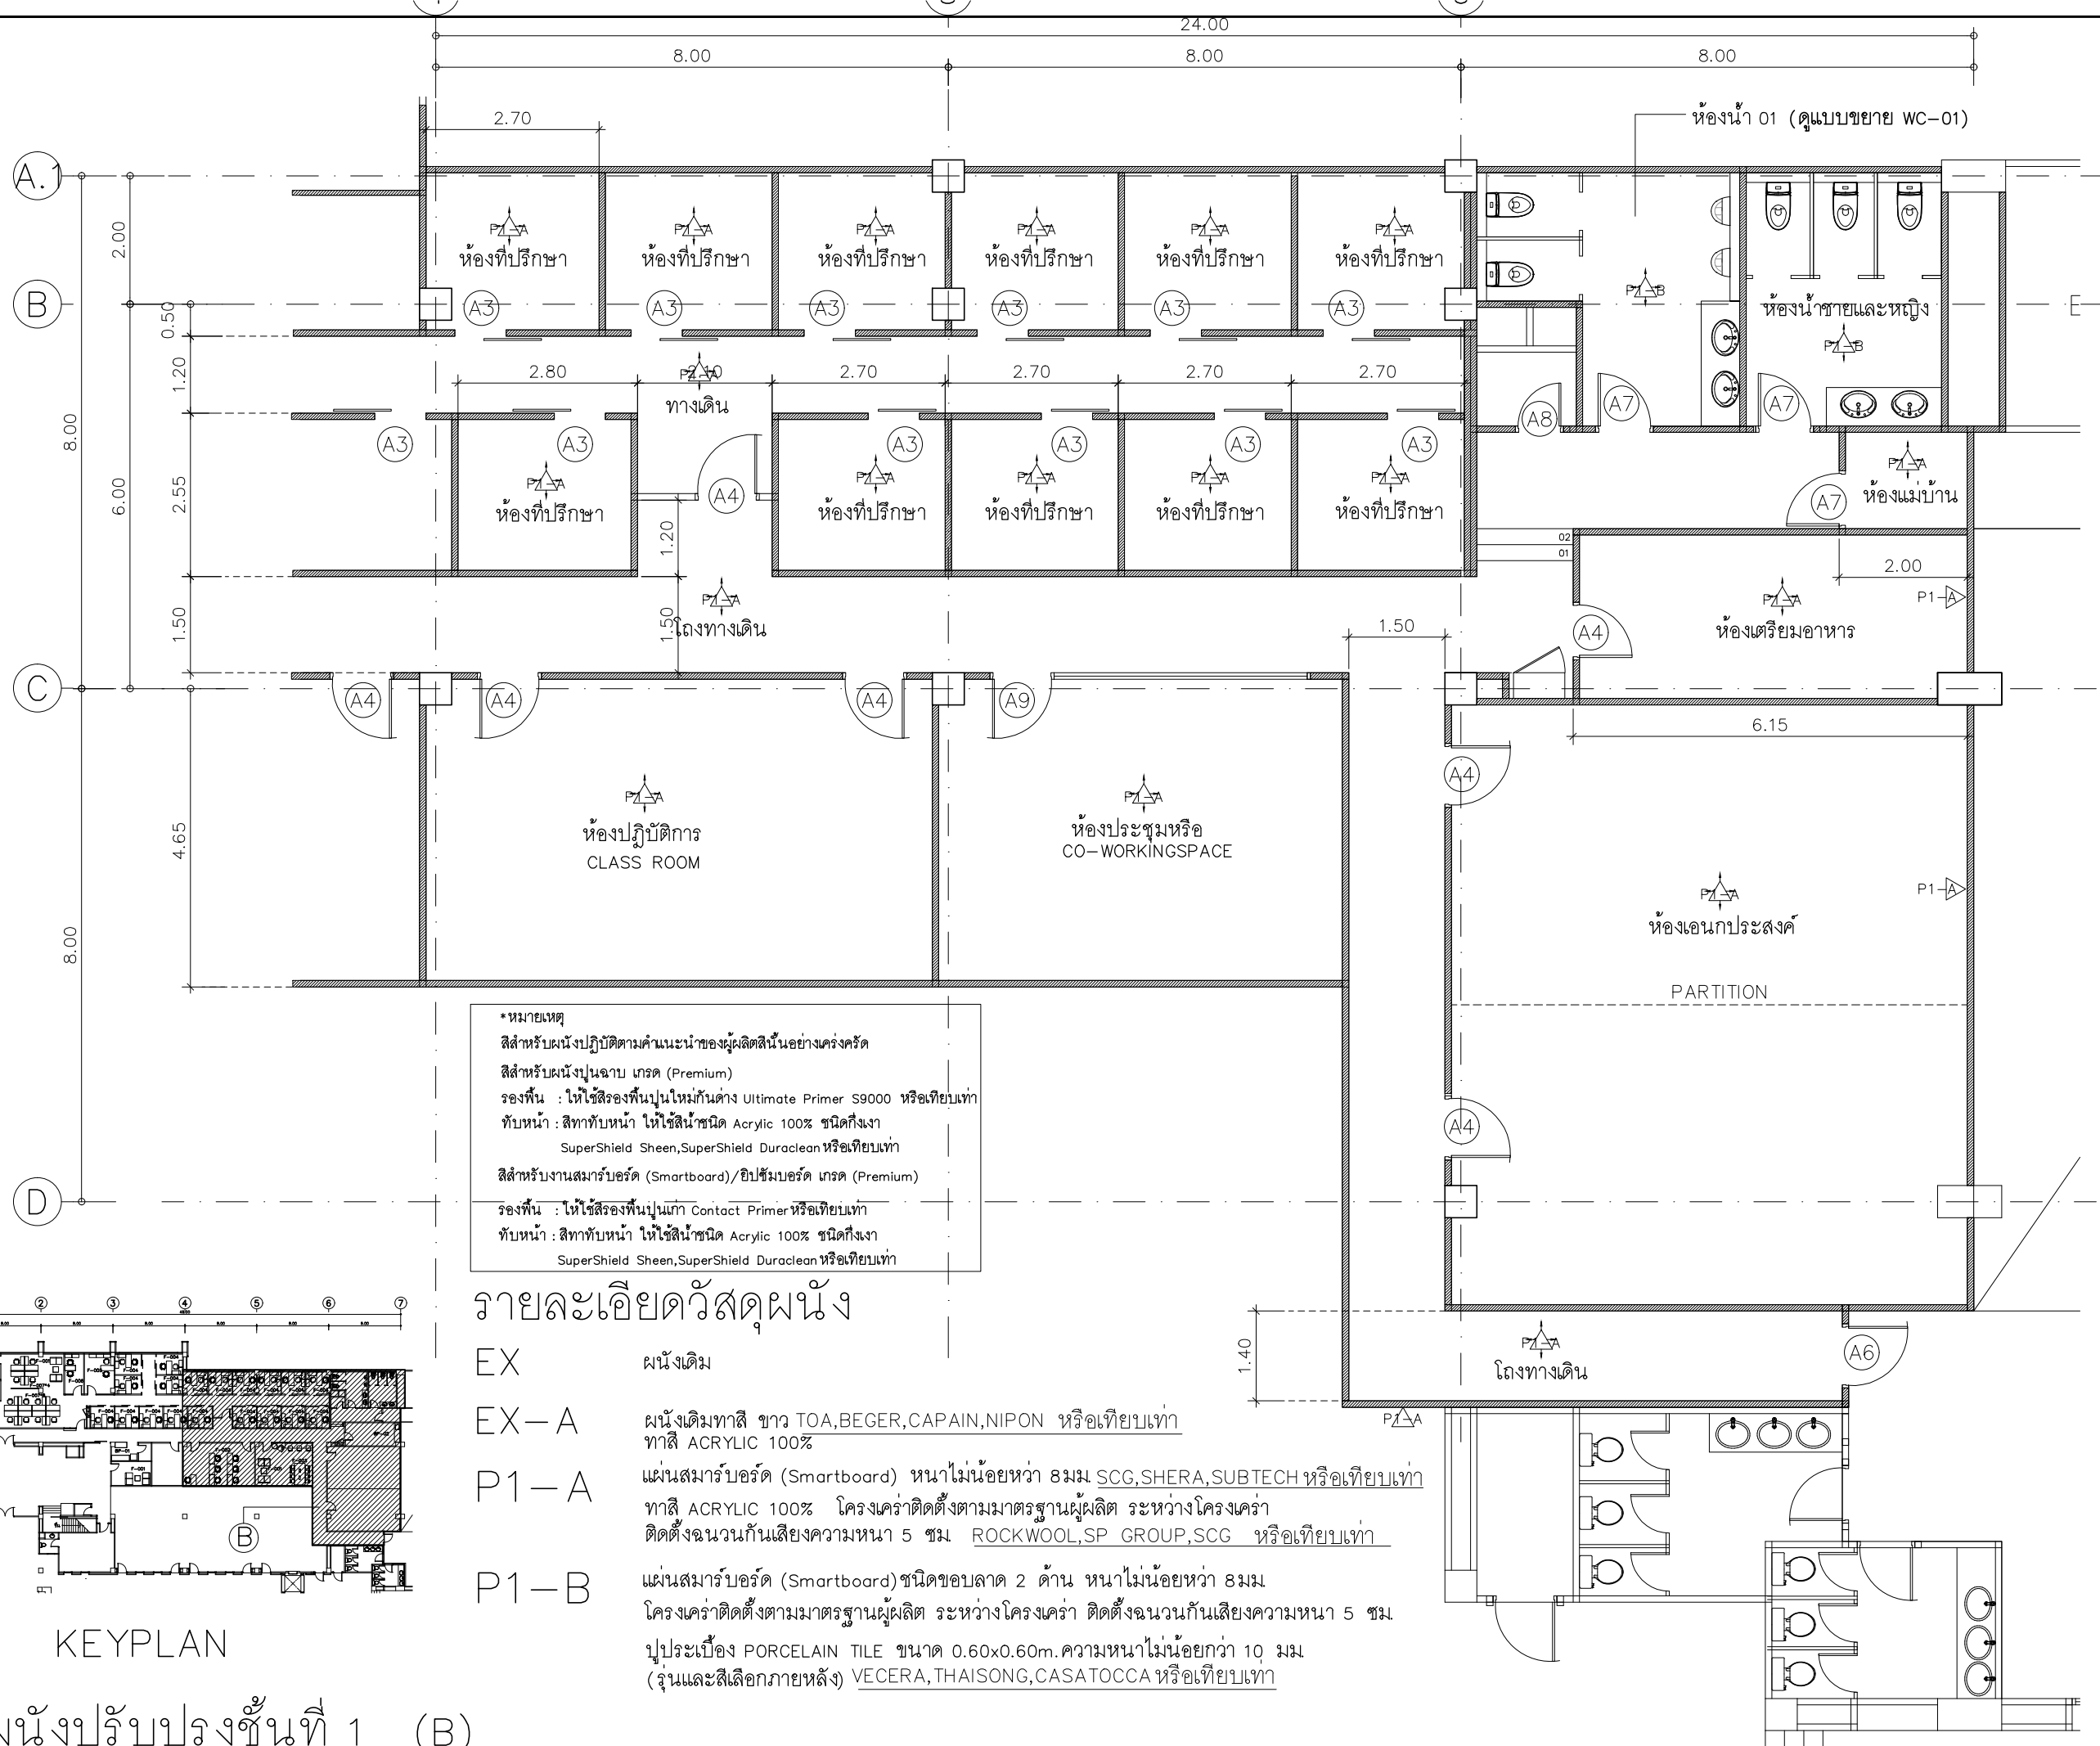 24.00
8.00 8.00 8.00
2.70
ห้องน้ำ 01 (ดูแบบขยาย WC-01)
A.1
2.00
P1-A P1-A P1-A P1-A P1-A P1-A
ห้องที่ปรึกษา ห้องที่ปรึกษา ห้องที่ปรึกษา ห้องที่ปรึกษา ห้องที่ปรึกษา ห้องที่ปรึกษา
P1-B
B
A3 A3 A3 A3 A3 A3
ห้องน้ำชายและหญิง
E
0.50
P1-B
1.20
2.80 2.10 2.70 2.70 2.70 2.70
P1-A
ทางเดิน
A8 A7 A7
8.00
A3 A3 A3 A3 A3 A3
P1-A
6.00
2.55
P1-A P1-A P1-A P1-A P1-A
A4
ห้องที่ปรึกษา ห้องที่ปรึกษา ห้องที่ปรึกษา ห้องที่ปรึกษา ห้องที่ปรึกษา
A7
ห้องแม่บ้าน
1.20
02
01
2.00
P1-A
P1-A
P1-A
1.50
1.50
โถงทางเดิน
1.50
A4
ห้องเตรียมอาหาร
C
A4 A4 A4 A9
6.15
A4
P1-A P1-A
4.65
ห้องปฎิบัติการ
CLASS ROOM
ห้องประชุมหรือ
CO-WORKINGSPACE
P1-A
P1-A
ห้องเอนกประสงค์
8.00
PARTITION
*หมายเหตุ
สีสำหรับผนังปฏิบัติตามคำแนะนำของผู้ผลิตสีนั้นอย่างเคร่งครัด
สีสำหรับผนังปูนฉาบ เกรด (Premium)
รองพื้น : ให้ใช้สีรองพื้นปูนใหม่กันด่าง Ultimate Primer S9000 หรือเทียบเท่า
ทับหน้า : สีทาทับหน้า ให้ใช้สีน้ำชนิด Acrylic 100% ชนิดกึ่งเงา
SuperShield Sheen,SuperShield Duraclean หรือเทียบเท่า
สีสำหรับงานสมาร์บอร์ด (Smartboard)/ยิปซัมบอร์ด เกรด (Premium)
รองพื้น : ให้ใช้สีรองพื้นปูนเก่า Contact Primer หรือเทียบเท่า
ทับหน้า : สีทาทับหน้า ให้ใช้สีน้ำชนิด Acrylic 100% ชนิดกึ่งเงา
SuperShield Sheen,SuperShield Duraclean หรือเทียบเท่า
A4
D
รายละเอียดวัสดุผนัง
2 3 4 5 6 7
1.40
P1-A
โถงทางเดิน
A6
P1-A
EX ผนังเดิม
EX-A ผนังเดิมทาสี ขาว TOA,BEGER,CAPAIN,NIPON หรือเทียบเท่า
ทาสี ACRYLIC 100%
P1-A แผ่นสมาร์บอร์ด (Smartboard) หนาไม่น้อยหว่า 8มม. SCG,SHERA,SUBTECH หรือเทียบเท่า
ทาสี ACRYLIC 100% โครงเคร่าติดตั้งตามมาตรฐานผู้ผลิต ระหว่างโครงเคร่า
ติดตั้งฉนวนกันเสียงความหนา 5 ซม. ROCKWOOL,SP GROUP,SCG หรือเทียบเท่า
P1-B แผ่นสมาร์บอร์ด (Smartboard)ชนิดขอบลาด 2 ด้าน หนาไม่น้อยหว่า 8มม.
โครงเคร่าติดตั้งตามมาตรฐานผู้ผลิต ระหว่างโครงเคร่า ติดตั้งฉนวนกันเสียงความหนา 5 ซม.
ปูประเบื้อง PORCELAIN TILE ขนาด 0.60x0.60m.ความหนาไม่น้อยกว่า 10 มม.
(รุ่นและสีเลือกภายหลัง) VECERA,THAISONG,CASATOCCA หรือเทียบเท่า
B
KEYPLAN
ผนังปรับปรงชั้นที่ 1 (B)